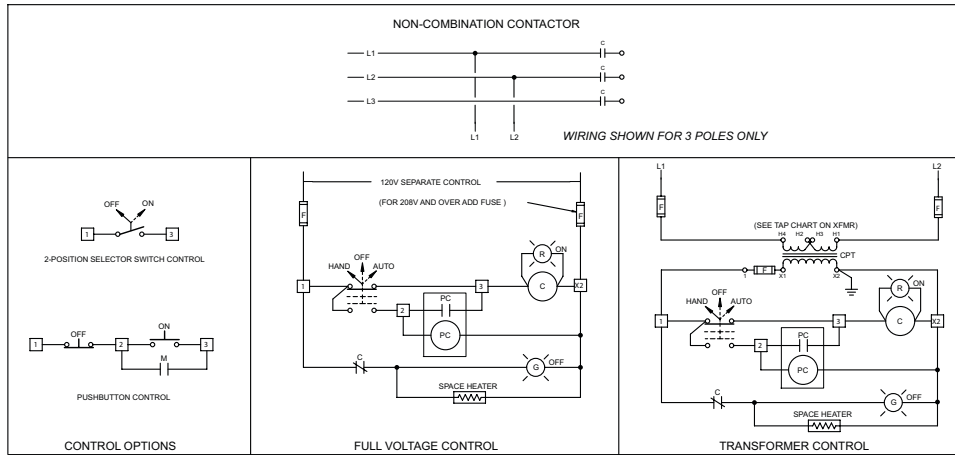 NON-COMBINATION CONTACTOR
L1
C
L2
C
L3
C
L1 L2
WIRING SHOWN FOR 3 POLES ONLY
OFF ON
1 3
2-POSITION SELECTOR SWITCH CONTROL
OFF ON
1 2 3
M
PUSHBUTTON CONTROL
CONTROL OPTIONS
120V SEPARATE CONTROL
(FOR 208V AND OVER ADD FUSE )
F F
R ON
OFF
HAND AUTO
1 3 C X2
PC
2
PC
C
G OFF
SPACE HEATER
FULL VOLTAGE CONTROL
L1 L2
F F
(SEE TAP CHART ON XFMR)
H4 H2 H3 H1
CPT
1 F X1 X2
R ON
OFF
HAND AUTO
1 3 C X2
PC
2
PC
C
G OFF
SPACE HEATER
TRANSFORMER CONTROL